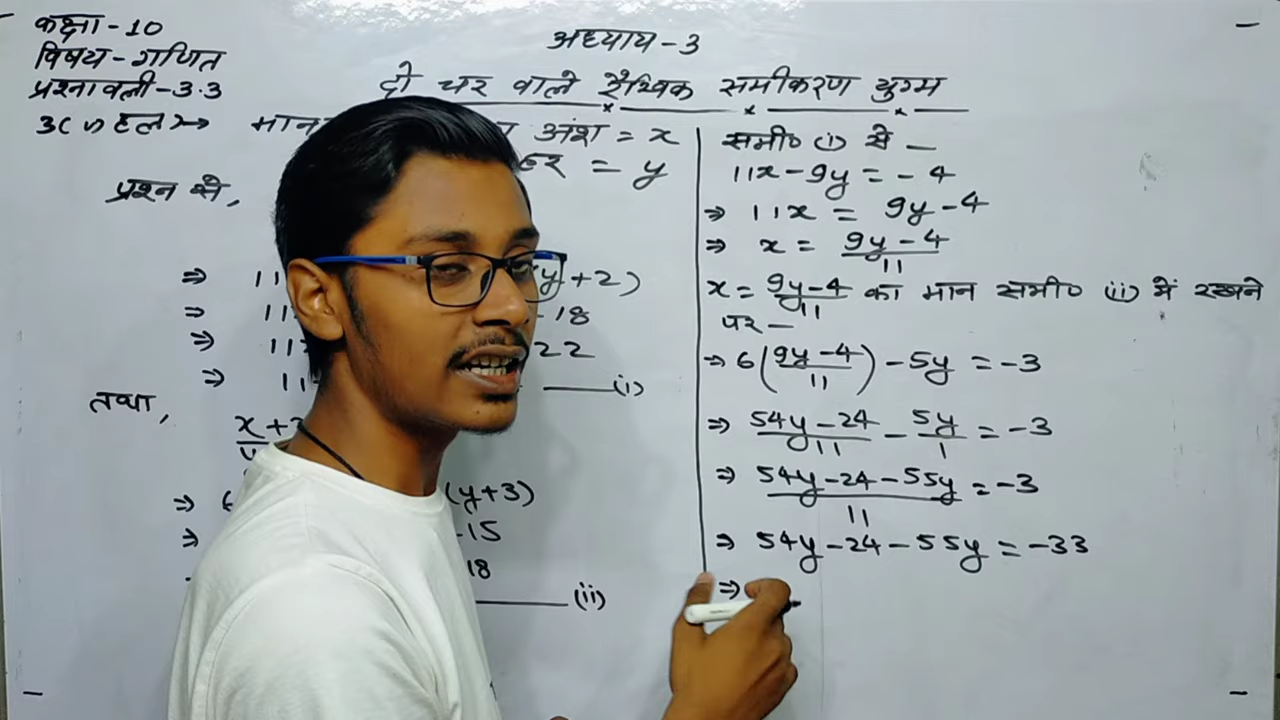 कक्षा-10
विषय-गणित
प्रश्नावली-3.3
अध्याय-3
दो चर वाले रैखिक समीकरण युग्म
3(v) हल:→ अंश = x
= y
प्रश्न से,
⇒ 11 y+2)
⇒ 11 -18
⇒ 11 22
⇒ 11 ——— (i)
तथा,
x+
⇒ 6 (y+3)
⇒ -15
18
——— (ii)
समी० (i) से —
11x-9y = -4
⇒ 11x = 9y-4
⇒ x = (9y-4)/11
x = (9y-4)/11 का मान समी० (ii) में रखने
पर —
⇒ 6((9y-4)/11) - 5y = -3
⇒ (54y-24)/11 - 5y/1 = -3
⇒ (54y-24-55y)/11 = -3
⇒ 54y-24-55y = -33
⇒